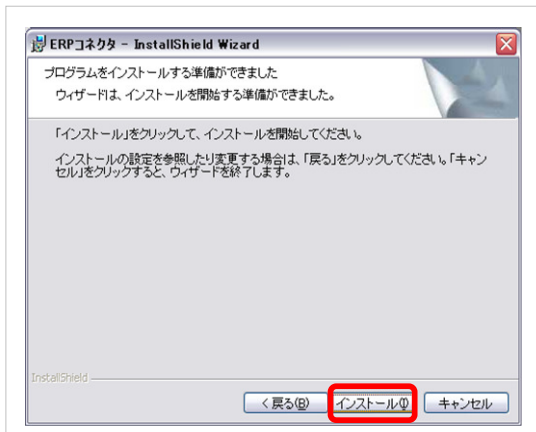 ERPコネクタ - InstallShield Wizard
プログラムをインストールする準備ができました
ウィザードは、インストールを開始する準備ができました。
「インストール」をクリックして、インストールを開始してください。
インストールの設定を参照したり変更する場合は、「戻る」をクリックしてください。「キャン
セル」をクリックすると、ウィザードを終了します。
InstallShield
< 戻る(B) インストール(I) キャンセル